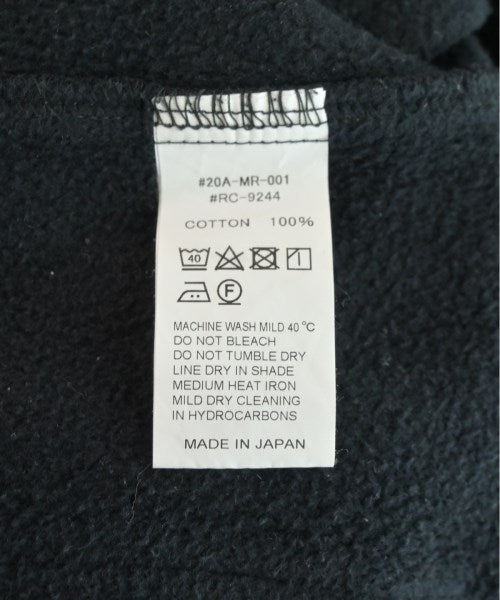 #20A-MR-001
#RC-9244
COTTON 100%
40
F
MACHINE WASH MILD 40 °C
DO NOT BLEACH
DO NOT TUMBLE DRY
LINE DRY IN SHADE
MEDIUM HEAT IRON
MILD DRY CLEANING
IN HYDROCARBONS
MADE IN JAPAN